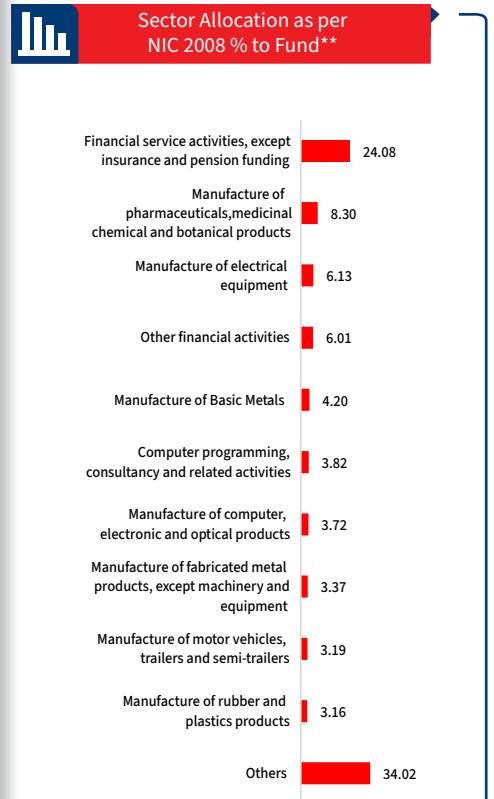 Sector Allocation as per
NIC 2008 % to Fund**
Financial service activities, except
insurance and pension funding
24.08
Manufacture of
pharmaceuticals,medicinal
chemical and botanical products
8.30
Manufacture of electrical
equipment
6.13
Other financial activities
6.01
Manufacture of Basic Metals
4.20
Computer programming,
consultancy and related activities
3.82
Manufacture of computer,
electronic and optical products
3.72
Manufacture of fabricated metal
products, except machinery and
equipment
3.37
Manufacture of motor vehicles,
trailers and semi-trailers
3.19
Manufacture of rubber and
plastics products
3.16
Others
34.02